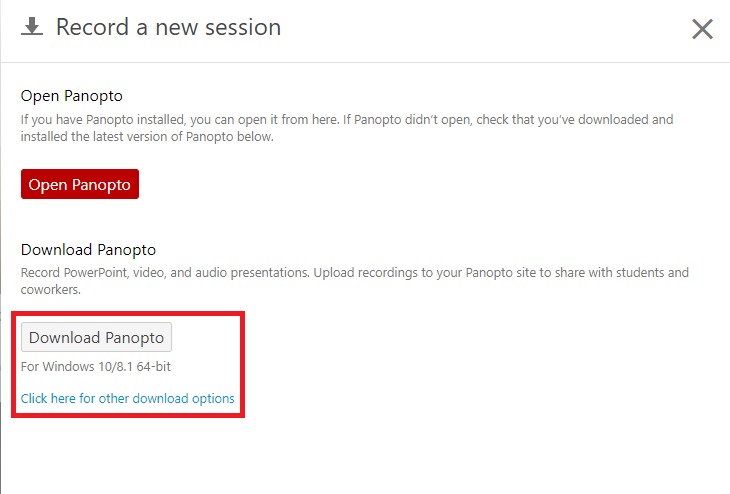 Record a new session
Open Panopto
If you have Panopto installed, you can open it from here. If Panopto didn't open, check that you've downloaded and
installed the latest version of Panopto below.
Open Panopto
Download Panopto
Record PowerPoint, video, and audio presentations. Upload recordings to your Panopto site to share with students and
coworkers.
Download Panopto
For Windows 10/8.1 64-bit
Click here for other download options